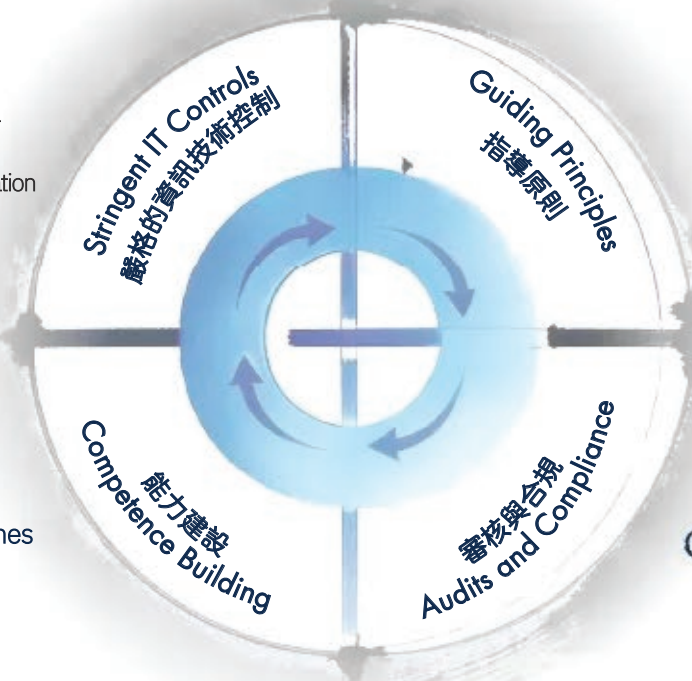 Stringent IT Controls
嚴格的資訊技術控制
Guiding Principles
指導原則
能力建設
Competence Building
審核與合規
Audits and Compliance